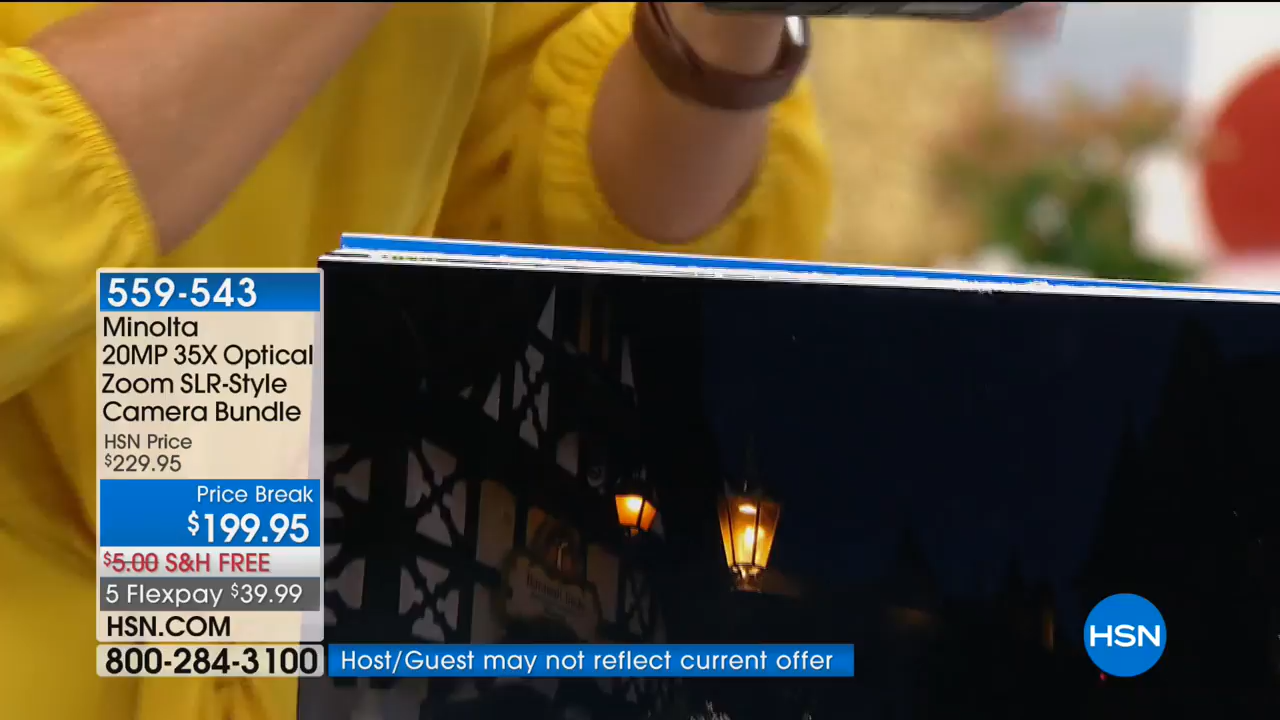 559-543
Minolta
20MP 35X Optical
Zoom SLR-Style
Camera Bundle
HSN Price
$229.95
Price Break
$199.95
$5.00 S&H FREE
5 Flexpay $39.99
HSN.COM
800-284-3100
Host/Guest may not reflect current offer
HSN